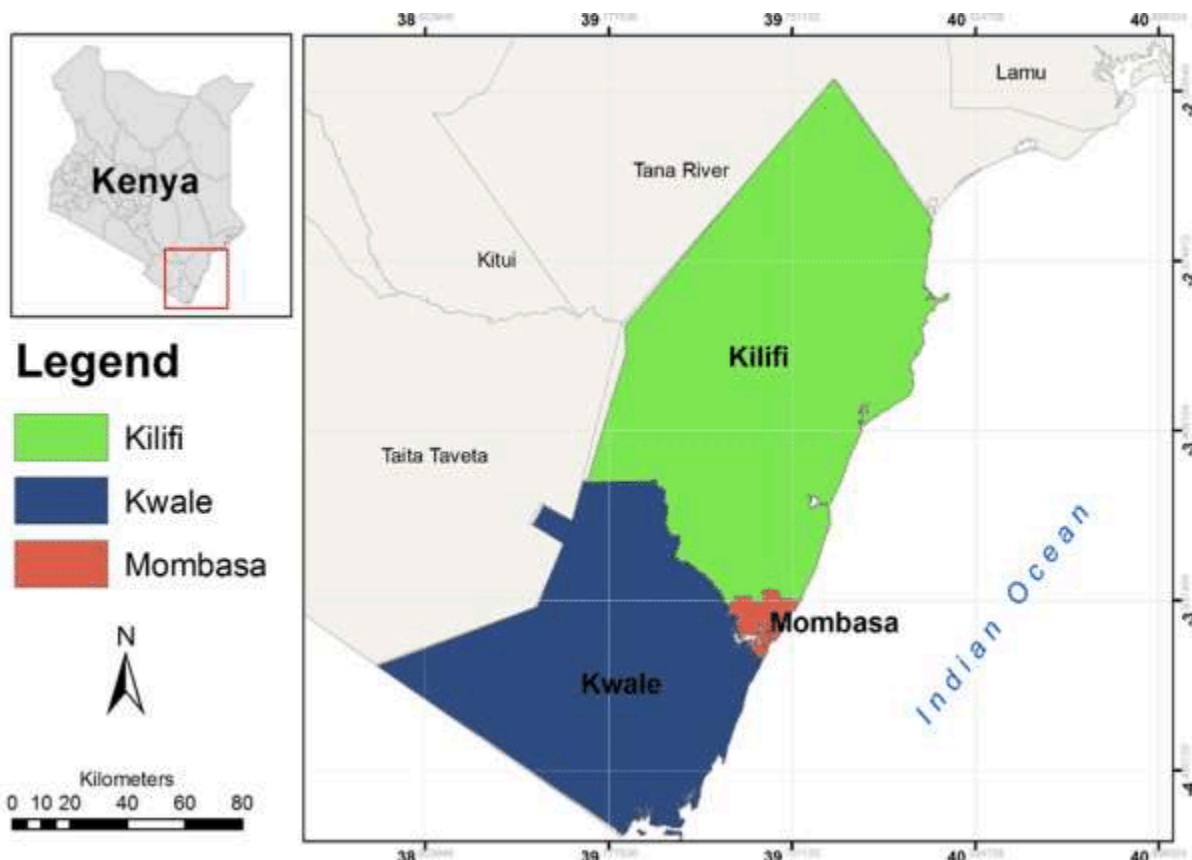 38 39 39 40 40
Kenya
Lamu
Tana River
Kitui
Kilifi
Legend
Kilifi
Kwale
Mombasa
Taita Taveta
Mombasa
Kwale
Indian Ocean
N
Kilometers
0 10 20 40 60 80
38 39 39 40 40